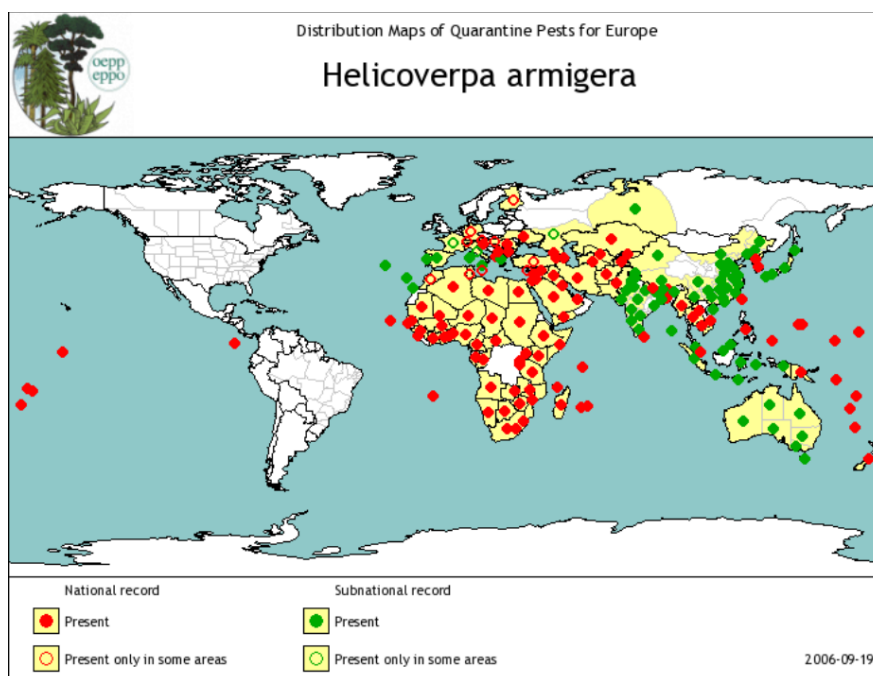 oepp
eppo
Distribution Maps of Quarantine Pests for Europe
Helicoverpa armigera
National record
Subnational record
Present
Present
Present only in some areas
Present only in some areas
2006-09-19